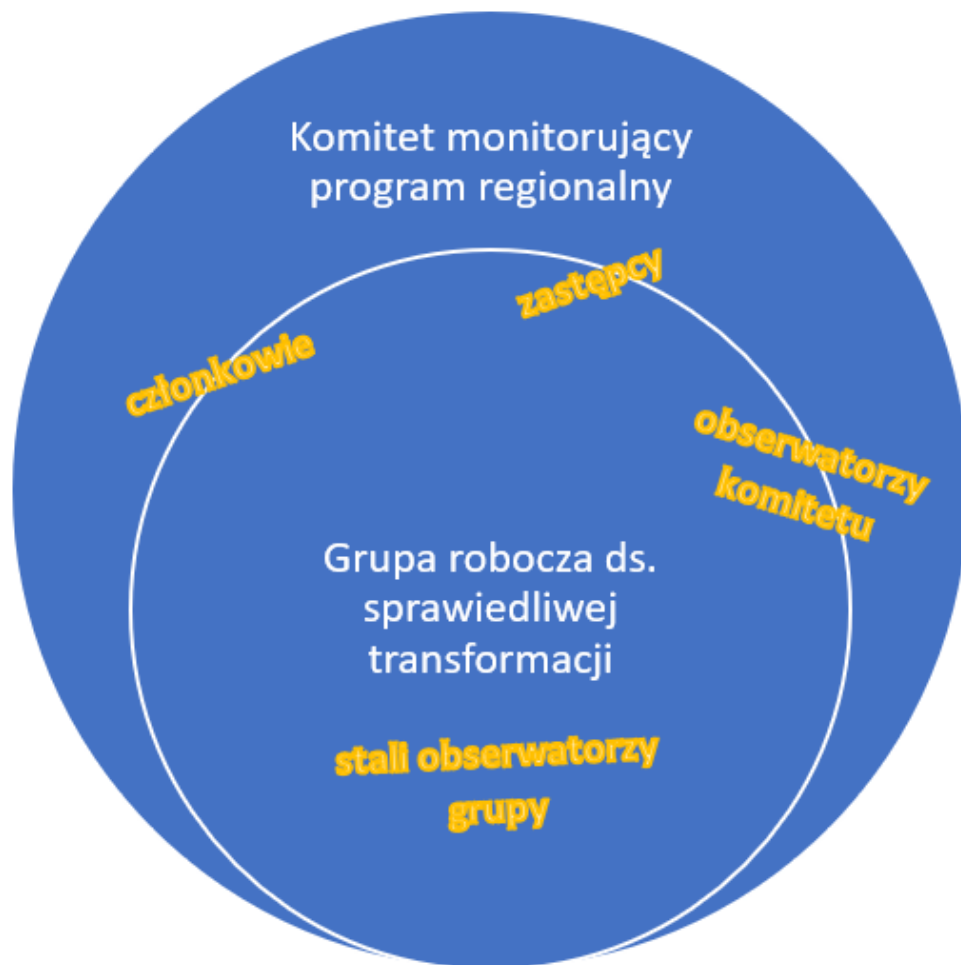 Komitet monitorujący
program regionalny
zastępcy
członkowie
obserwatorzy
komitetu
Grupa robocza ds.
sprawiedliwej
transformacji
stali obserwatorzy
grupy